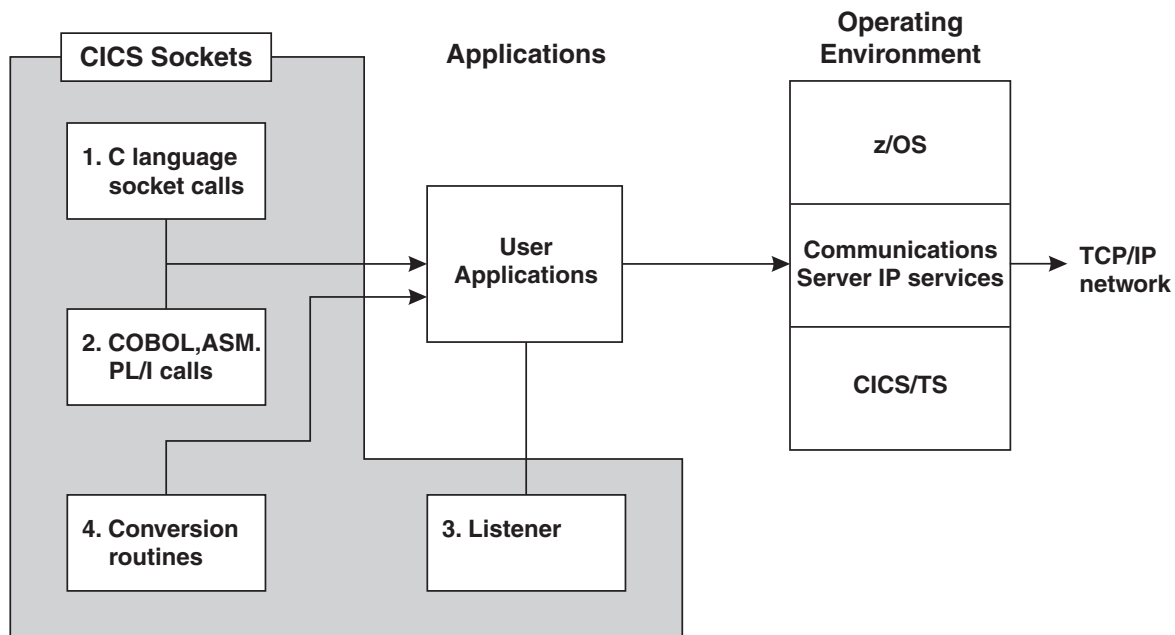 CICS Sockets
Applications
Operating
Environment
1. C language
socket calls
2. COBOL,ASM.
PL/I calls
4. Conversion
routines
3. Listener
User
Applications
z/OS
Communications
Server IP services
CICS/TS
TCP/IP
network